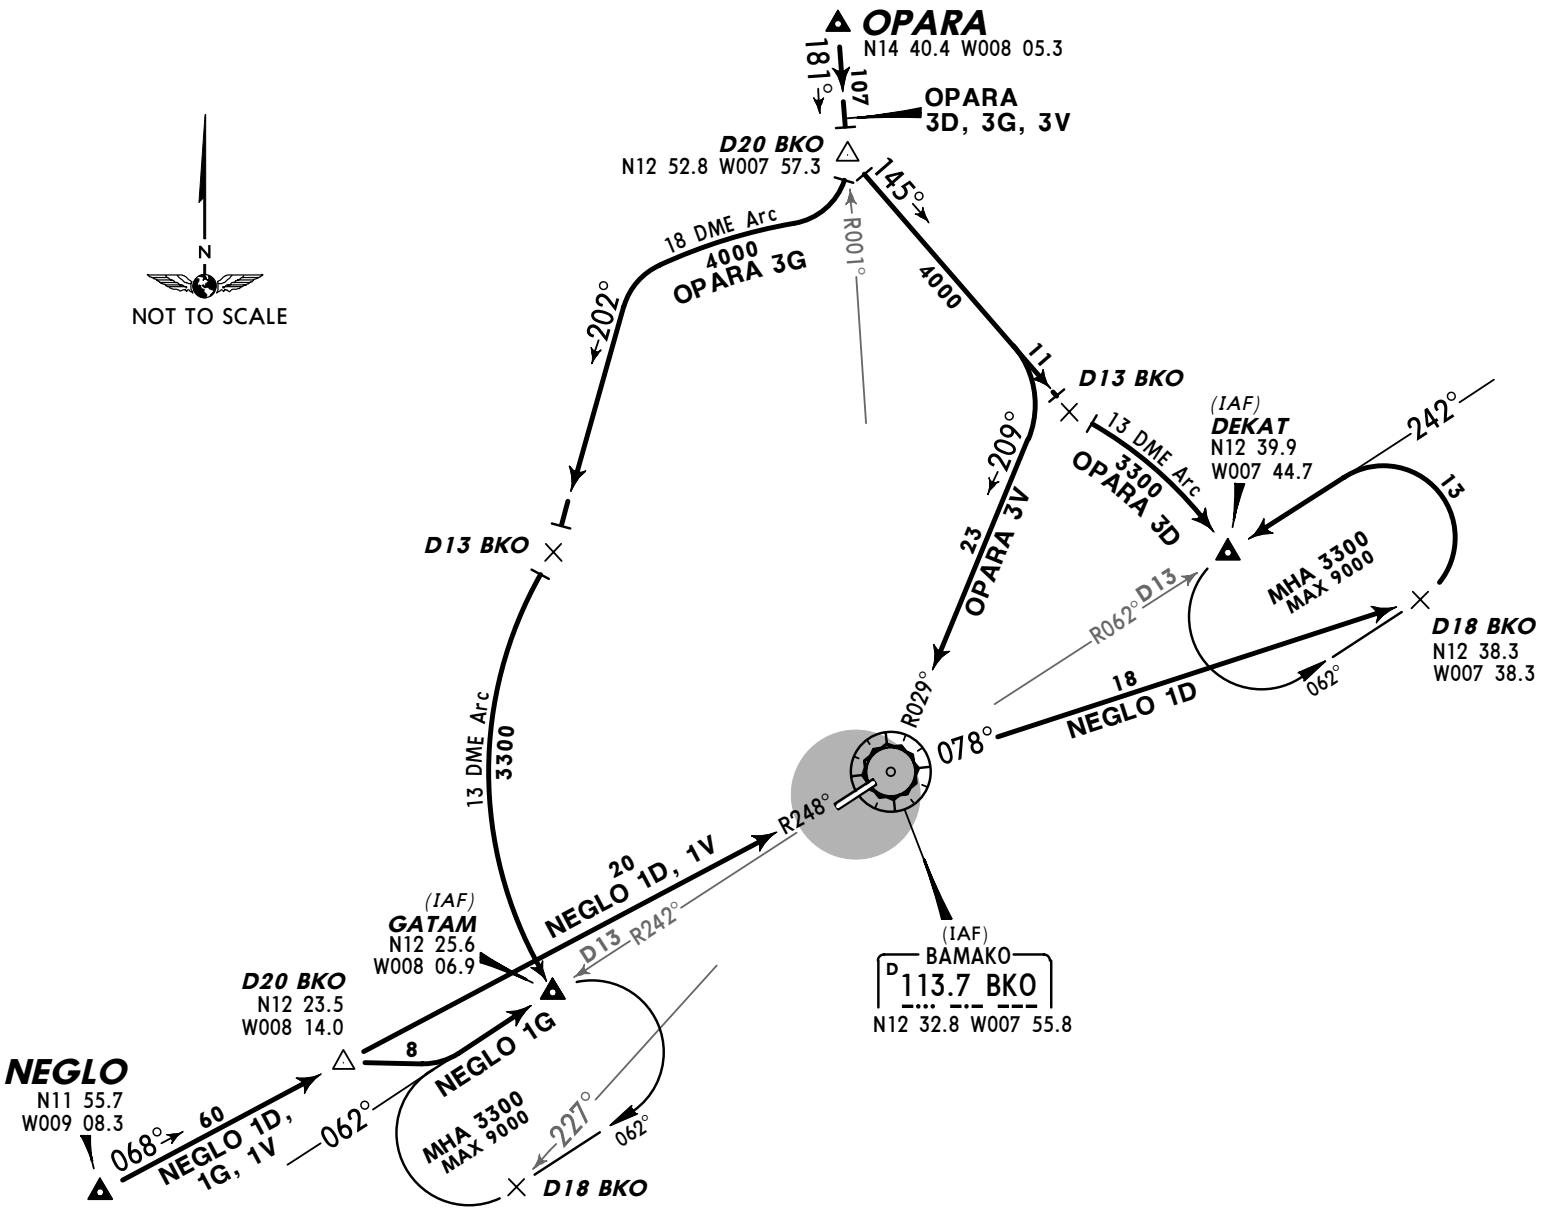 OPARA
N14 40.4 W008 05.3
181°
107
OPARA
3D, 3G, 3V
D20 BKO
N12 52.8 W007 57.3
145°
R001°
18 DME Arc
4000
OPARA 3G
202°
4000
11
N
NOT TO SCALE
D13 BKO
13 DME Arc
3300
OPARA 3D
(IAF)
DEKAT
N12 39.9
W007 44.7
242°
13
209°
23
OPARA 3V
D13 BKO
MHA 3300
MAX 9000
R062°
D13
D18 BKO
N12 38.3
W007 38.3
062°
18
NEGLO 1D
078°
R029°
13 DME Arc
3300
R248°
20
NEGLO 1D, 1V
D13
R242°
(IAF)
GATAM
N12 25.6
W008 06.9
(IAF)
BAMAKO
D
113.7 BKO
N12 32.8 W007 55.8
D20 BKO
N12 23.5
W008 14.0
8
NEGLO 1G
NEGLO
N11 55.7
W009 08.3
068°
60
NEGLO 1D,
1G, 1V
062°
MHA 3300
MAX 9000
227°
062°
D18 BKO